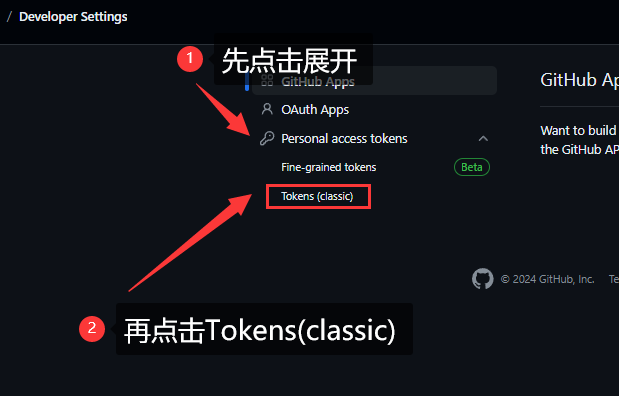 / Developer Settings
1 先点击展开
GitHub Apps
GitHub Ap
OAuth Apps
Want to build
the GitHub AP
Personal access tokens
Fine-grained tokens Beta
Tokens (classic)
© 2024 GitHub, Inc. Te
2 再点击Tokens(classic)